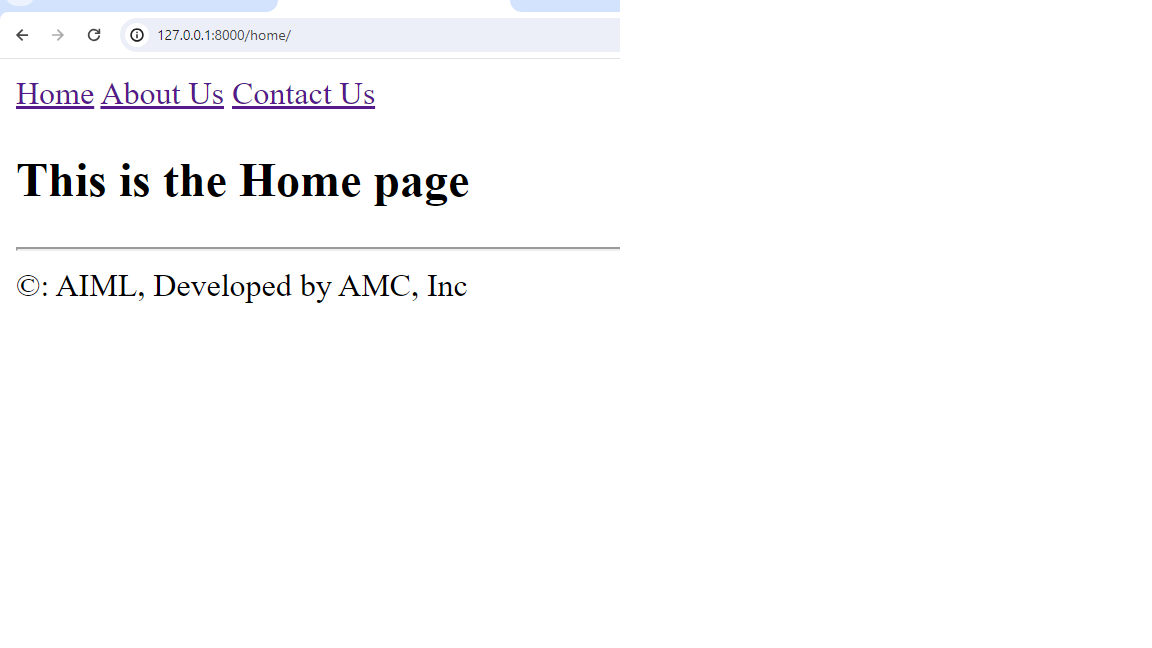 127.0.0.1:8000/home/
Home About Us Contact Us
This is the Home page
©: AIML, Developed by AMC, Inc